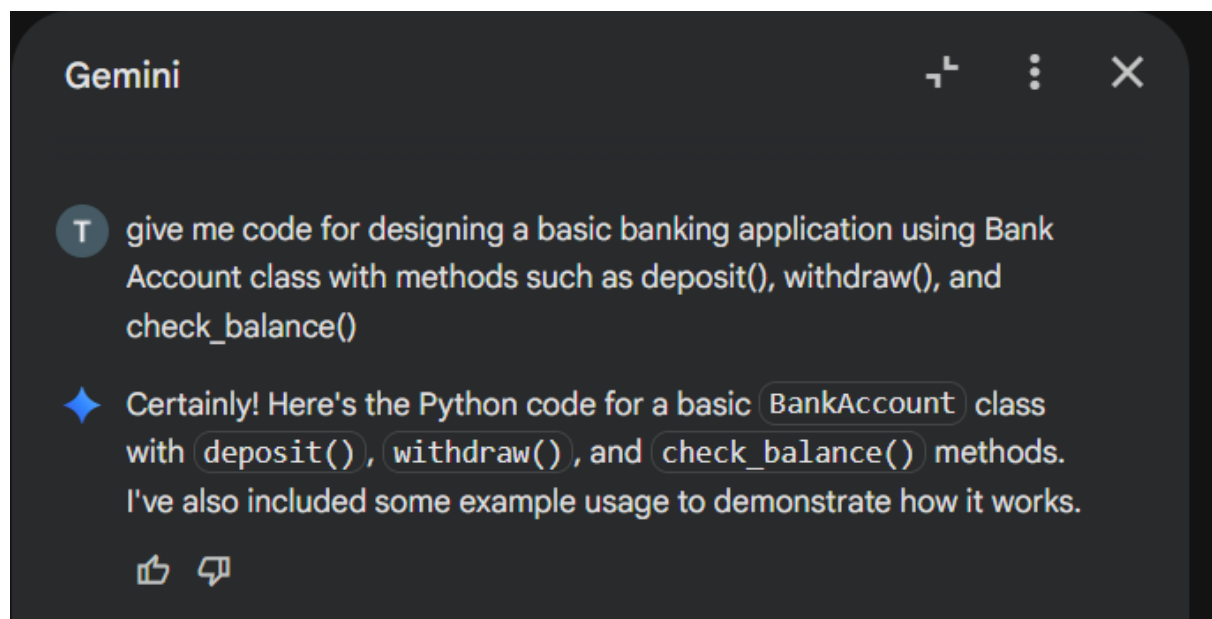 Gemini
T
give me code for designing a basic banking application using Bank
Account class with methods such as deposit(), withdraw(), and
check_balance()
Certainly! Here's the Python code for a basic BankAccount class
with deposit(), withdraw(), and check_balance() methods.
I've also included some example usage to demonstrate how it works.